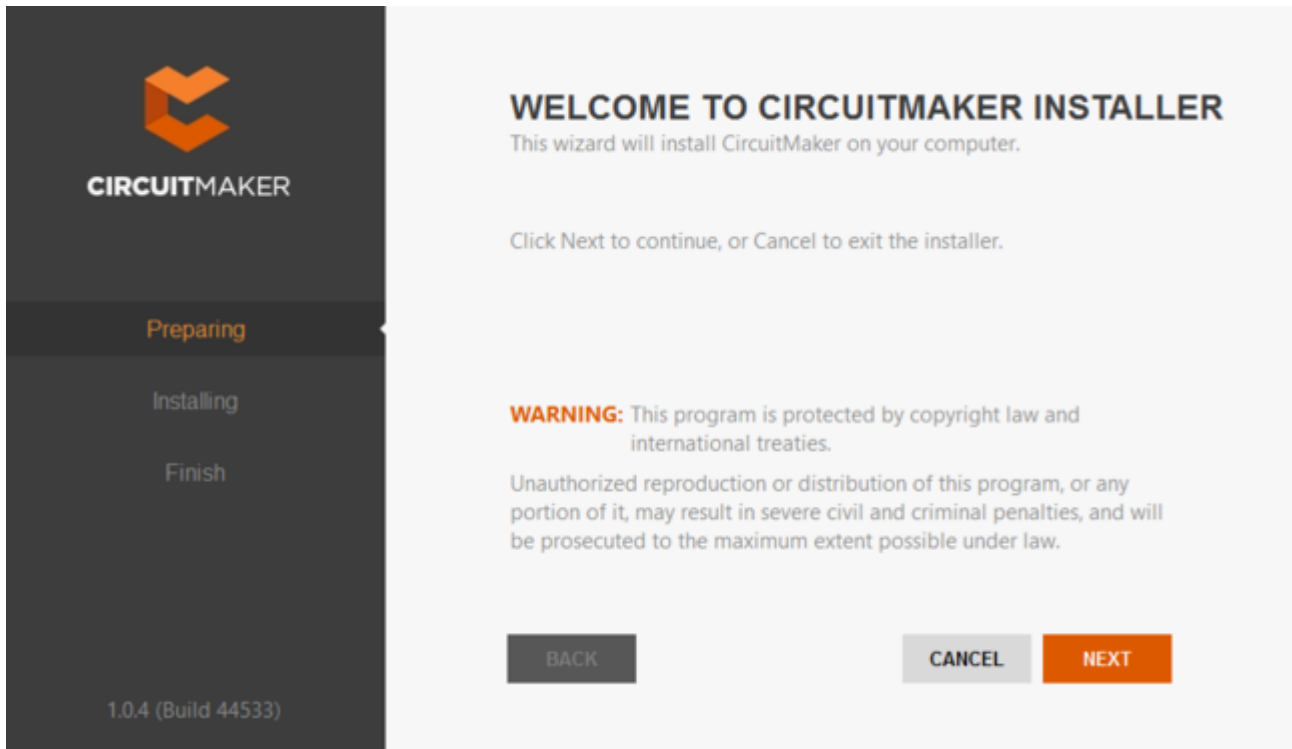 CIRCUITMAKER
Preparing
Installing
Finish
1.0.4 (Build 44533)
WELCOME TO CIRCUITMAKER INSTALLER
This wizard will install CircuitMaker on your computer.
Click Next to continue, or Cancel to exit the installer.
WARNING: This program is protected by copyright law and
international treaties.
Unauthorized reproduction or distribution of this program, or any
portion of it, may result in severe civil and criminal penalties, and will
be prosecuted to the maximum extent possible under law.
BACK CANCEL NEXT